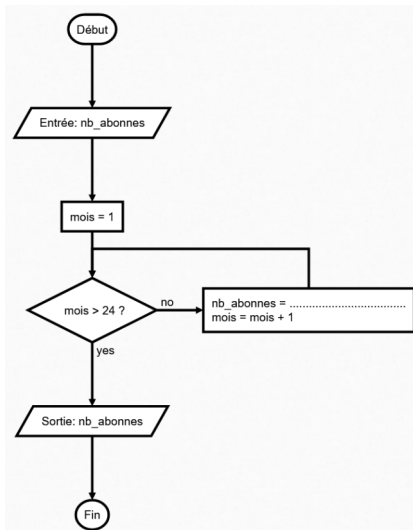 Début
Entrée: nb_abonnes
mois = 1
mois > 24 ?
no
nb_abonnes = ...................................
mois = mois + 1
yes
Sortie: nb_abonnes
Fin